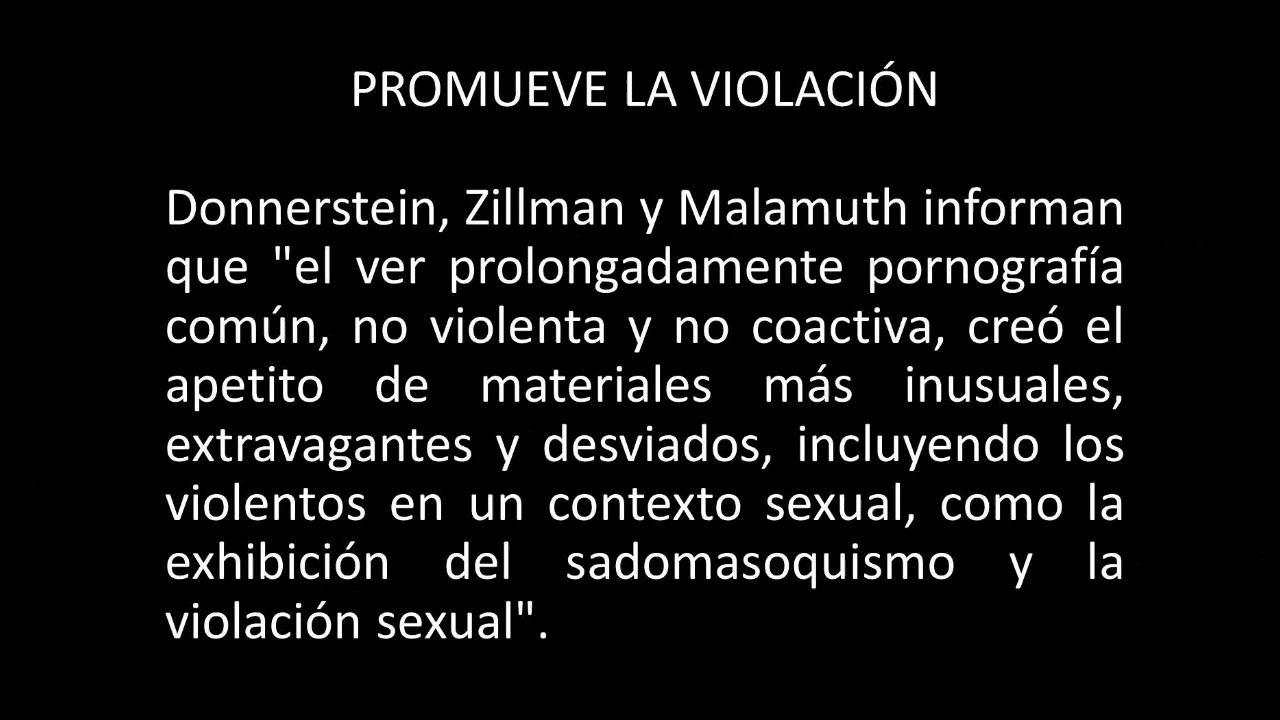 PROMUEVE LA VIOLACIÓN
Donnerstein, Zillman y Malamuth informan
que "el ver prolongadamente pornografía
común, no violenta y no coactiva, creó el
apetito de materiales más inusuales,
extravagantes y desviados, incluyendo los
violentos en un contexto sexual, como la
exhibición del sadomasoquismo y la
violación sexual".